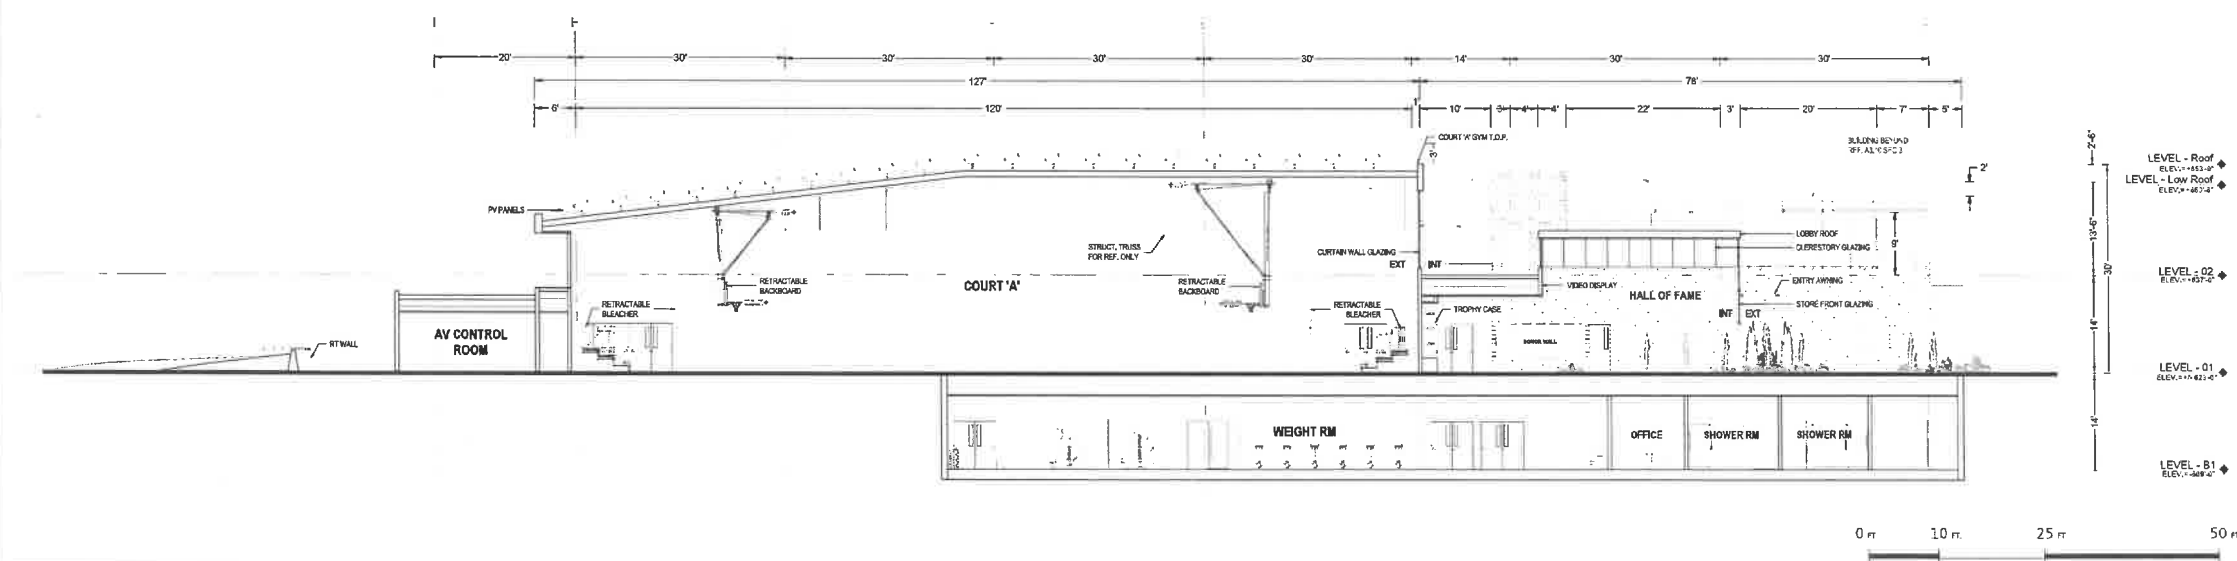 20' 30' 30' 30' 30' 14' 30' 30'
127' 78'
6' 120' 1' 10' 3' 4' 4' 22' 3' 20' 7' 5'
COURT 'A' GYM T.O.P.
3'
BUILDING BEYOND
2'-6"
2'
LEVEL - Roof
LEVEL - Low Roof
PV PANELS
13'-6"
30'
LOBBY ROOF
CLERESTORY GLAZING
9'
STRUCT. TRUSS
FOR REF. ONLY
CURTAIN WALL GLAZING
EXT INT
LEVEL - 02
RETRACTABLE
BACKBOARD
COURT 'A'
RETRACTABLE
BACKBOARD
VIDEO DISPLAY
HALL OF FAME
ENTRY AWNING
STORE FRONT GLAZING
RETRACTABLE
BLEACHER
RETRACTABLE
BLEACHER
TROPHY CASE
INT EXT
14'
RT WALL
AV CONTROL
ROOM
LEVEL - 01
WEIGHT RM
OFFICE
SHOWER RM
SHOWER RM
14'
LEVEL - B1
0 FT 10 FT. 25 FT 50 FT